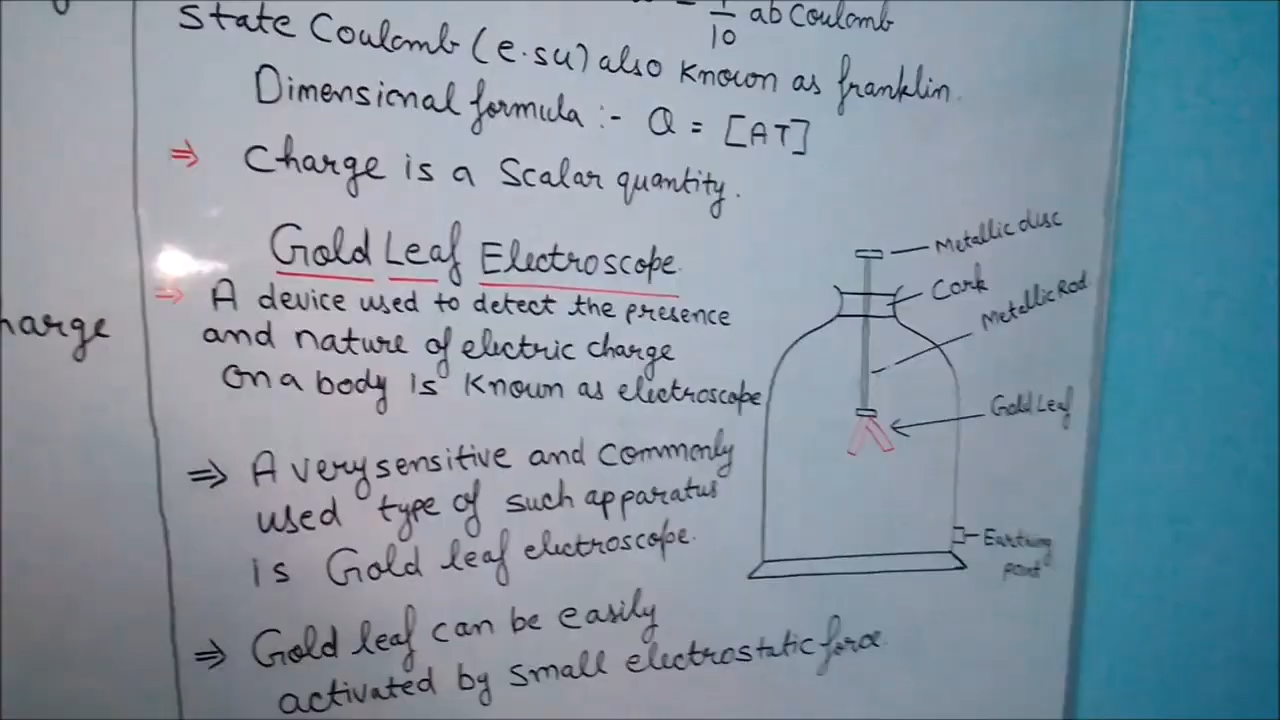 1/10 ab Coulomb
State Coulomb (e.su) also known as franklin.
Dimensional formula :- Q = [AT]
⇒ Charge is a Scalar quantity.
Gold Leaf Electroscope
⇒ A device used to detect the presence
and nature of electric charge
on a body is known as electroscope
harge
⇒ A very sensitive and commonly
used type of such apparatus
is Gold leaf electroscope.
⇒ Gold leaf can be easily
activated by small electrostatic force
Metallic disc
Cork
Metallic Rod
Gold Leaf
Earthing
point